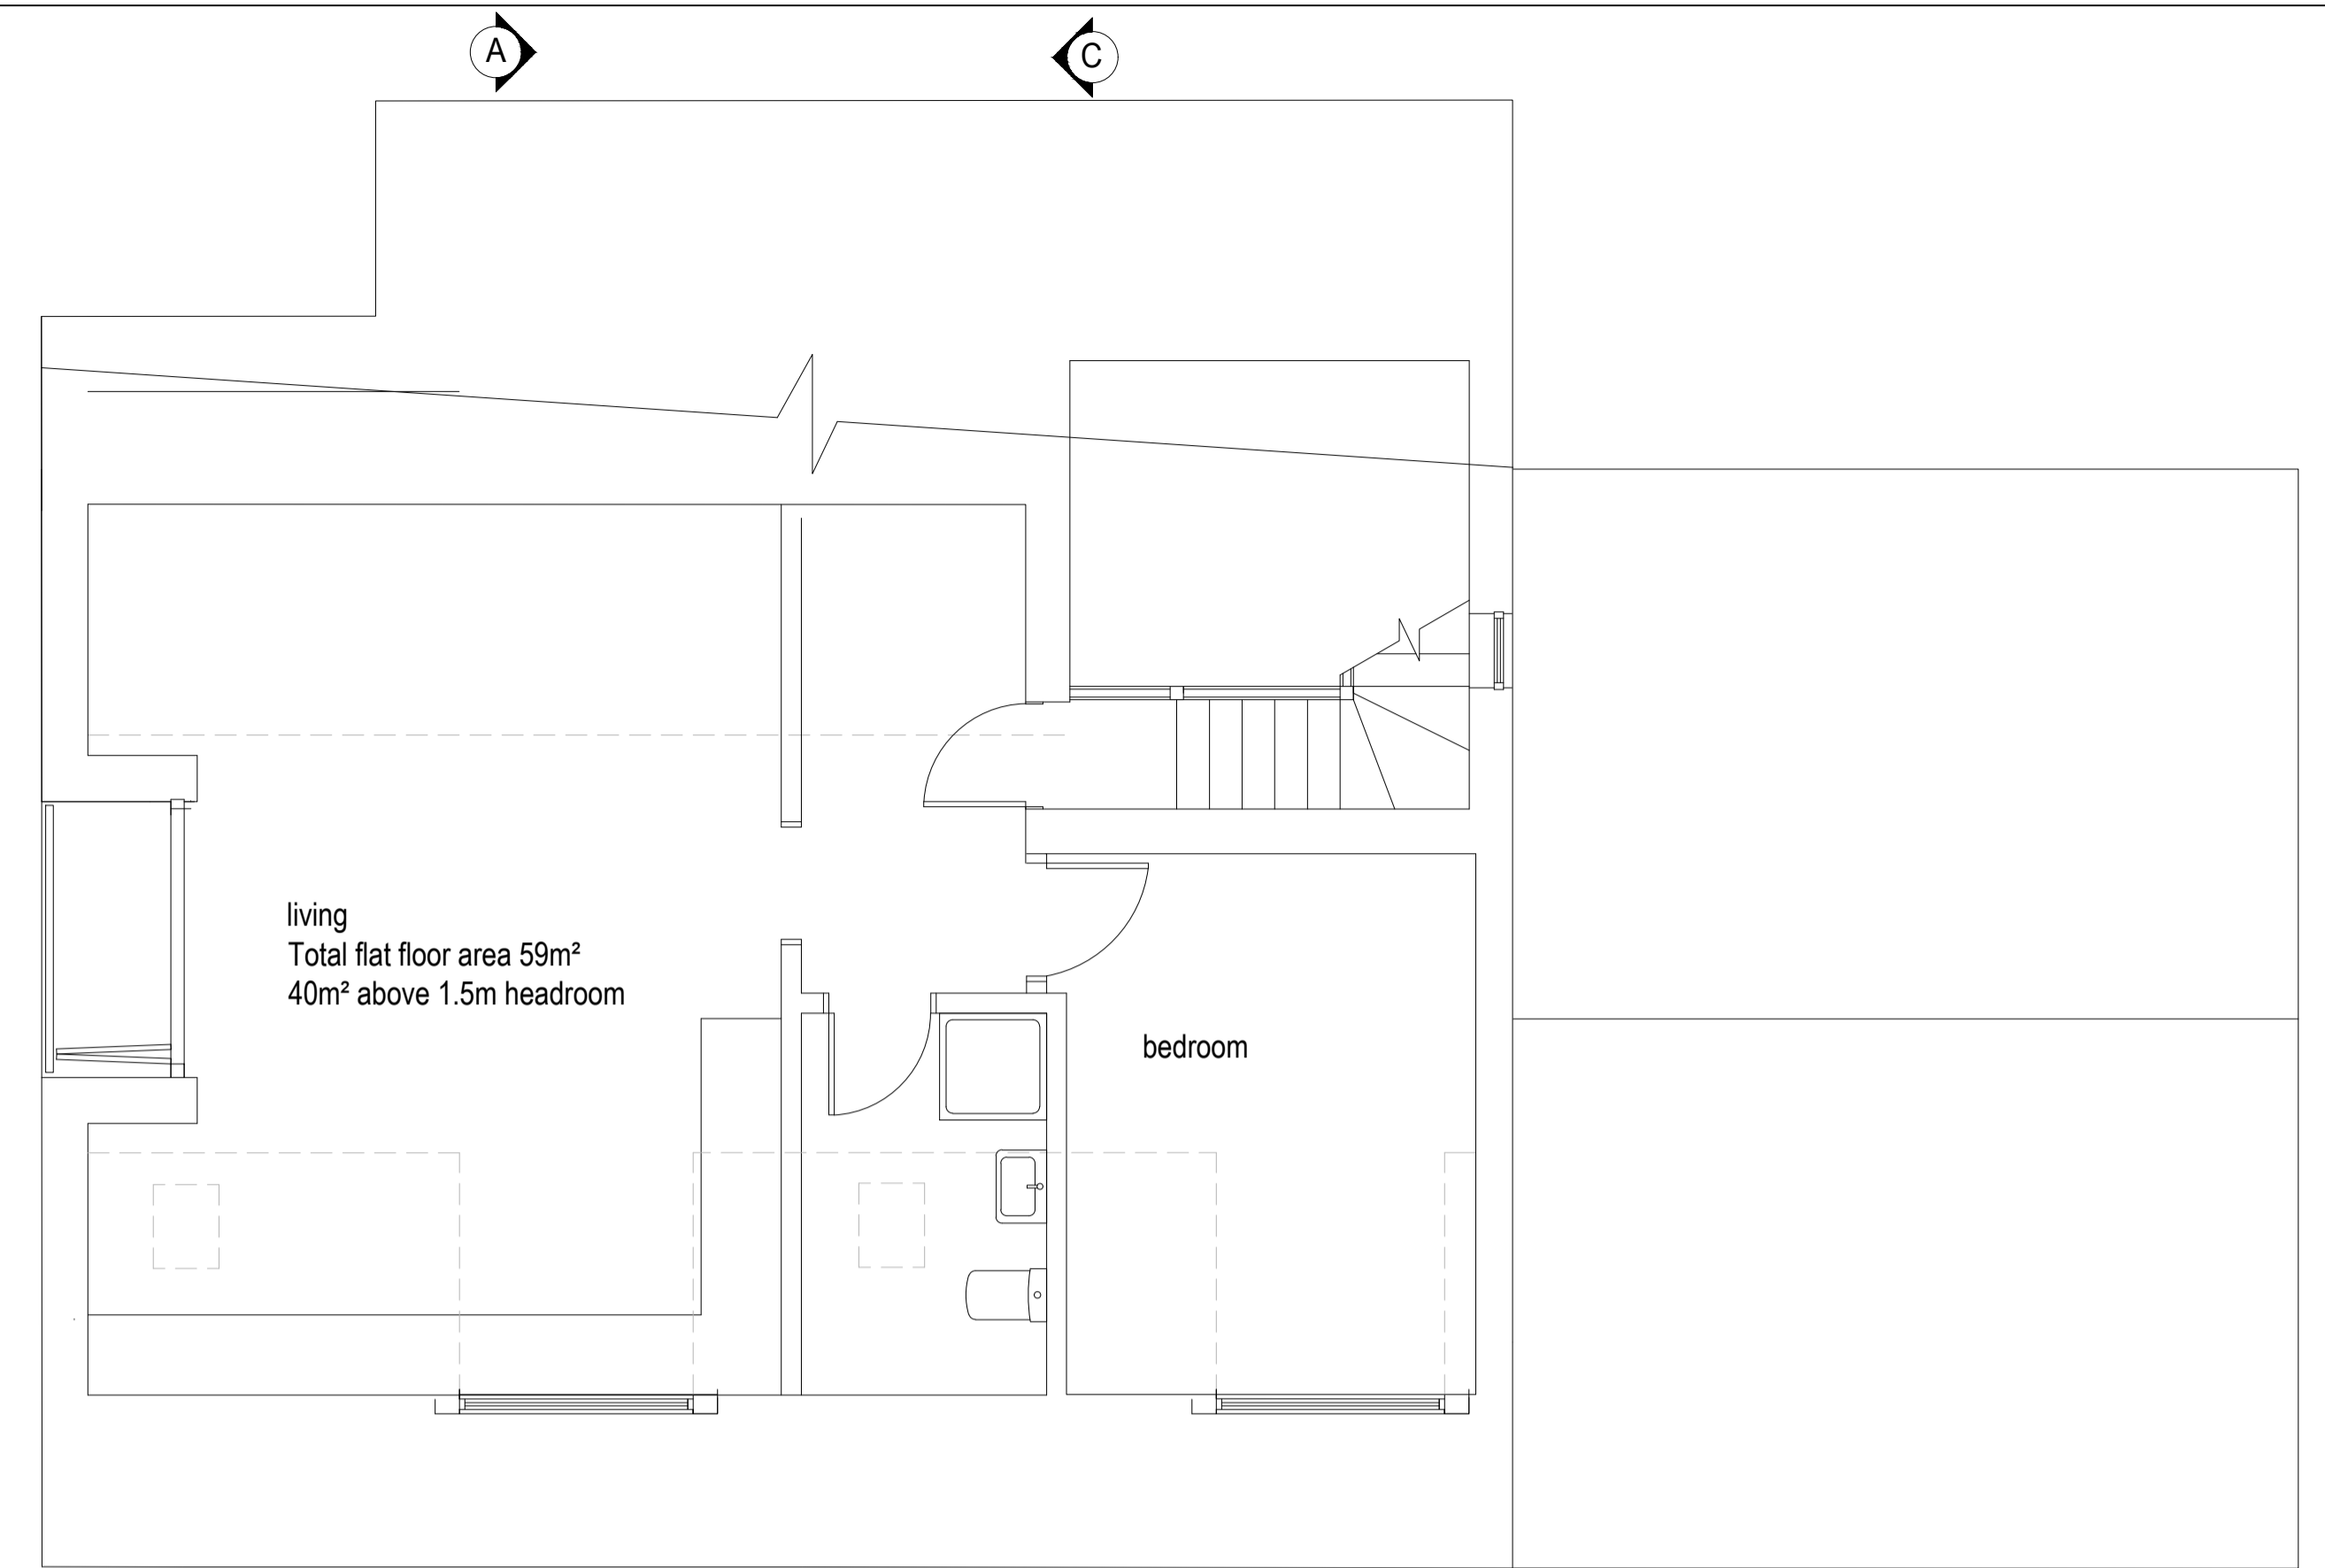 A
C
living
Total flat floor area 59m²
40m² above 1.5m headroom
bedroom